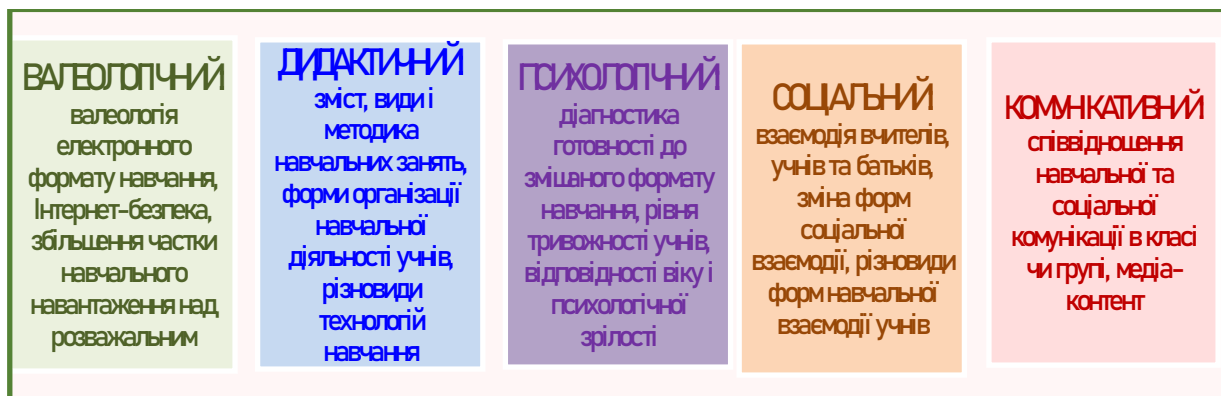 ВАЛЕОЛОГІЧНИЙ
валеологія
електронного
формату навчання,
Інтернет-безпека,
збільшення частки
навчального
навантаження над
розважальним
ДИДАКТИЧНИЙ
зміст, види і
методика
навчальних занять,
форми організації
навчальної
діяльності учнів,
різновиди
технологій
навчання
ПСИХОЛОГІЧНИЙ
діагностика
готовності до
змішаного формату
навчання, рівня
тривожності учнів,
відповідності віку і
психологічної
зрілості
СОЦІАЛЬНИЙ
взаємодія вчителів,
учнів та батьків,
зміна форм
соціальної
взаємодії, різновиди
форм навчальної
взаємодії учнів
КОМУНІКАТИВНИЙ
співвідношення
навчальної та
соціальної
комунікації в класі
чи групі, медіа-
контент